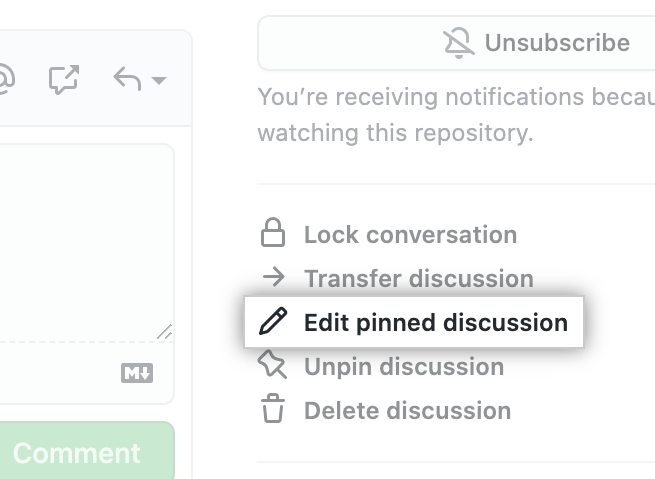 Unsubscribe
You’re receiving notifications becau
watching this repository.
Lock conversation
Transfer discussion
Edit pinned discussion
Unpin discussion
Delete discussion
M
Comment